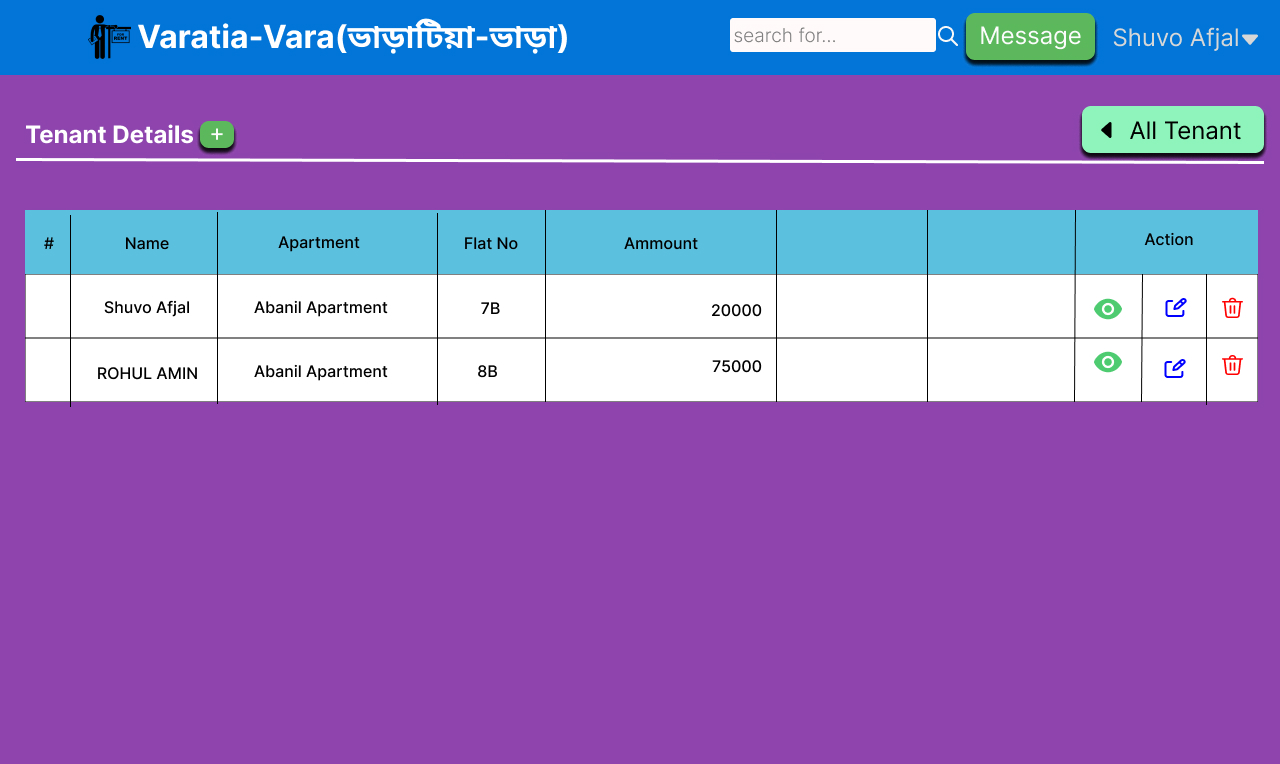 Varatia-Vara(ভাড়াটিয়া-ভাড়া)
search for...
Message
Shuvo Afjal
Tenant Details +
All Tenant
# Name Apartment Flat No Ammount Action
Shuvo Afjal Abanil Apartment 7B 20000
ROHUL AMIN Abanil Apartment 8B 75000